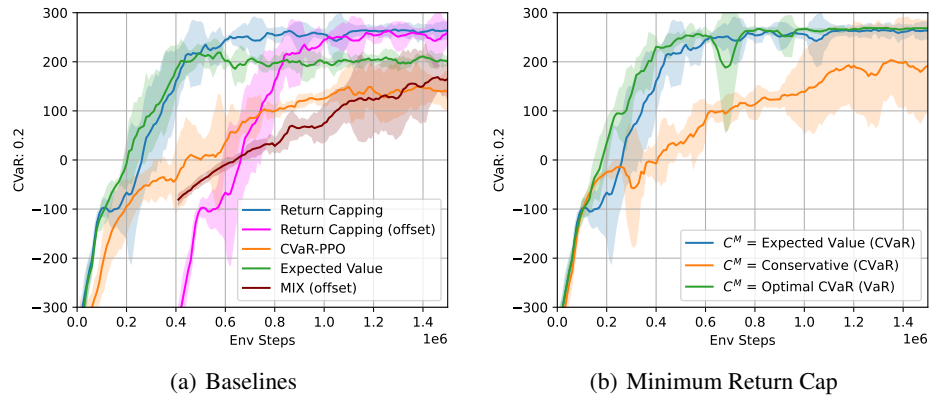 CVaR: 0.2
300
200
100
0
−100
−200
−300
0.0 0.2 0.4 0.6 0.8 1.0 1.2 1.4
1e6
Env Steps
Return Capping
Return Capping (offset)
CVaR-PPO
Expected Value
MIX (offset)
(a) Baselines
CVaR: 0.2
300
200
100
0
−100
−200
−300
0.0 0.2 0.4 0.6 0.8 1.0 1.2 1.4
1e6
Env Steps
C^M = Expected Value (CVaR)
C^M = Conservative (CVaR)
C^M = Optimal CVaR (VaR)
(b) Minimum Return Cap